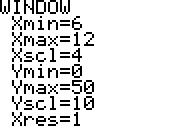 WINDOW
Xmin=6
Xmax=12
Xscl=4
Ymin=0
Ymax=50
Yscl=10
Xres=1